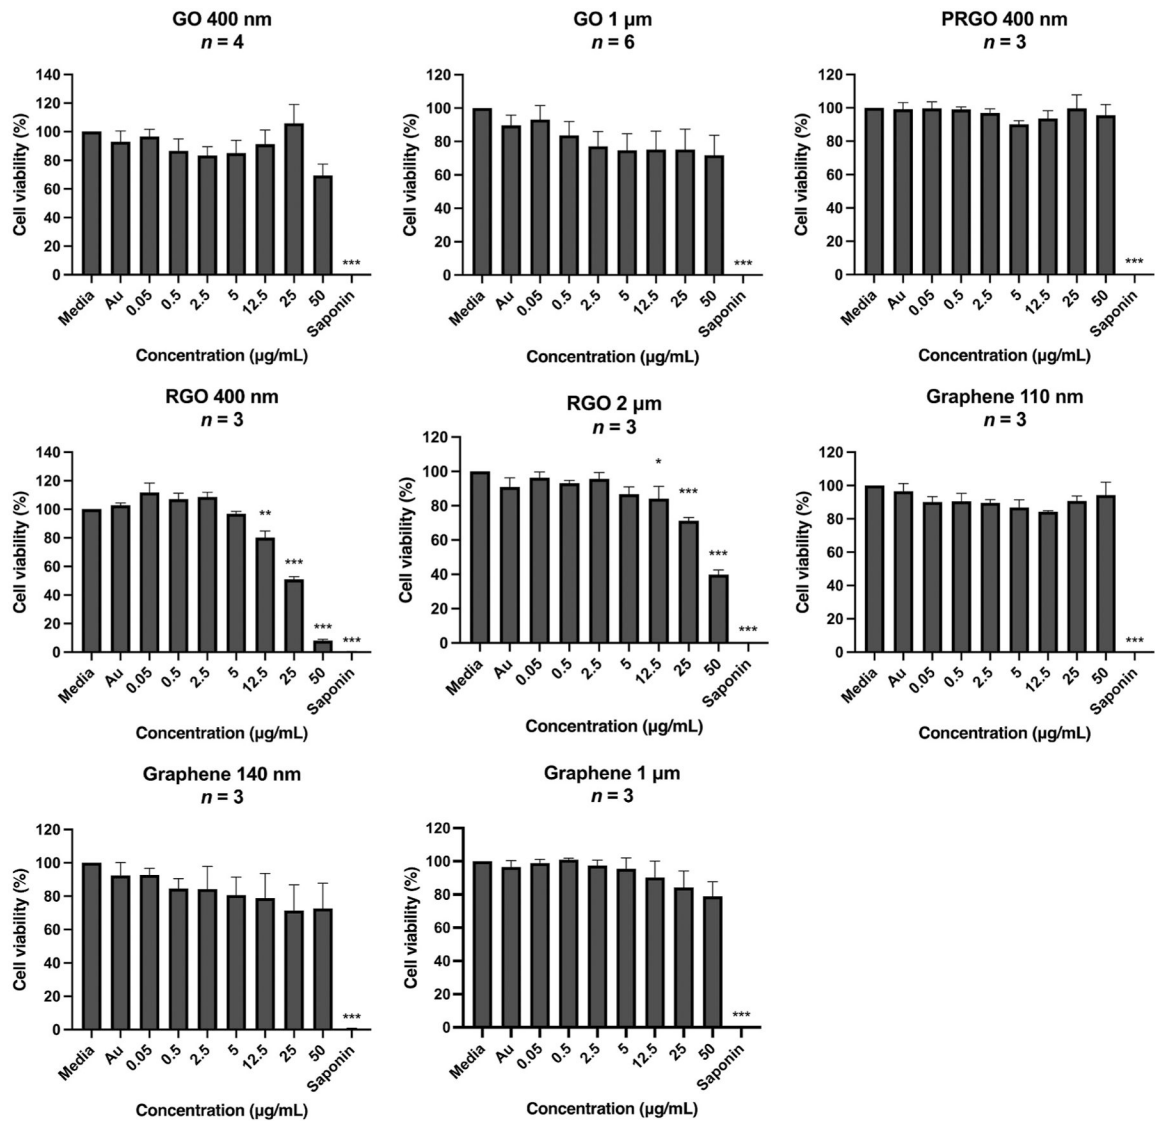 GO 400 nm
n = 4
Cell viability (%)
140
120
100
80
60
40
20
0
***
Media Au 0.05 0.5 2.5 5 12.5 25 50 Saponin
Concentration (µg/mL)
GO 1 µm
n = 6
Cell viability (%)
120
100
80
60
40
20
0
***
Media Au 0.05 0.5 2.5 5 12.5 25 50 Saponin
Concentration (µg/mL)
PRGO 400 nm
n = 3
Cell viability (%)
120
100
80
60
40
20
0
***
Media Au 0.05 0.5 2.5 5 12.5 25 50 Saponin
Concentration (µg/mL)
RGO 400 nm
n = 3
Cell viability (%)
140
120
100
80
60
40
20
0
** *** *** ***
Media Au 0.05 0.5 2.5 5 12.5 25 50 Saponin
Concentration (µg/mL)
RGO 2 µm
n = 3
Cell viability (%)
120
100
80
60
40
20
0
* *** *** ***
Media Au 0.05 0.5 2.5 5 12.5 25 50 Saponin
Concentration (µg/mL)
Graphene 110 nm
n = 3
Cell viability (%)
120
100
80
60
40
20
0
***
Media Au 0.05 0.5 2.5 5 12.5 25 50 Saponin
Concentration (µg/mL)
Graphene 140 nm
n = 3
Cell viability (%)
120
100
80
60
40
20
0
***
Media Au 0.05 0.5 2.5 5 12.5 25 50 Saponin
Concentration (µg/mL)
Graphene 1 µm
n = 3
Cell viability (%)
120
100
80
60
40
20
0
***
Media Au 0.05 0.5 2.5 5 12.5 25 50 Saponin
Concentration (µg/mL)